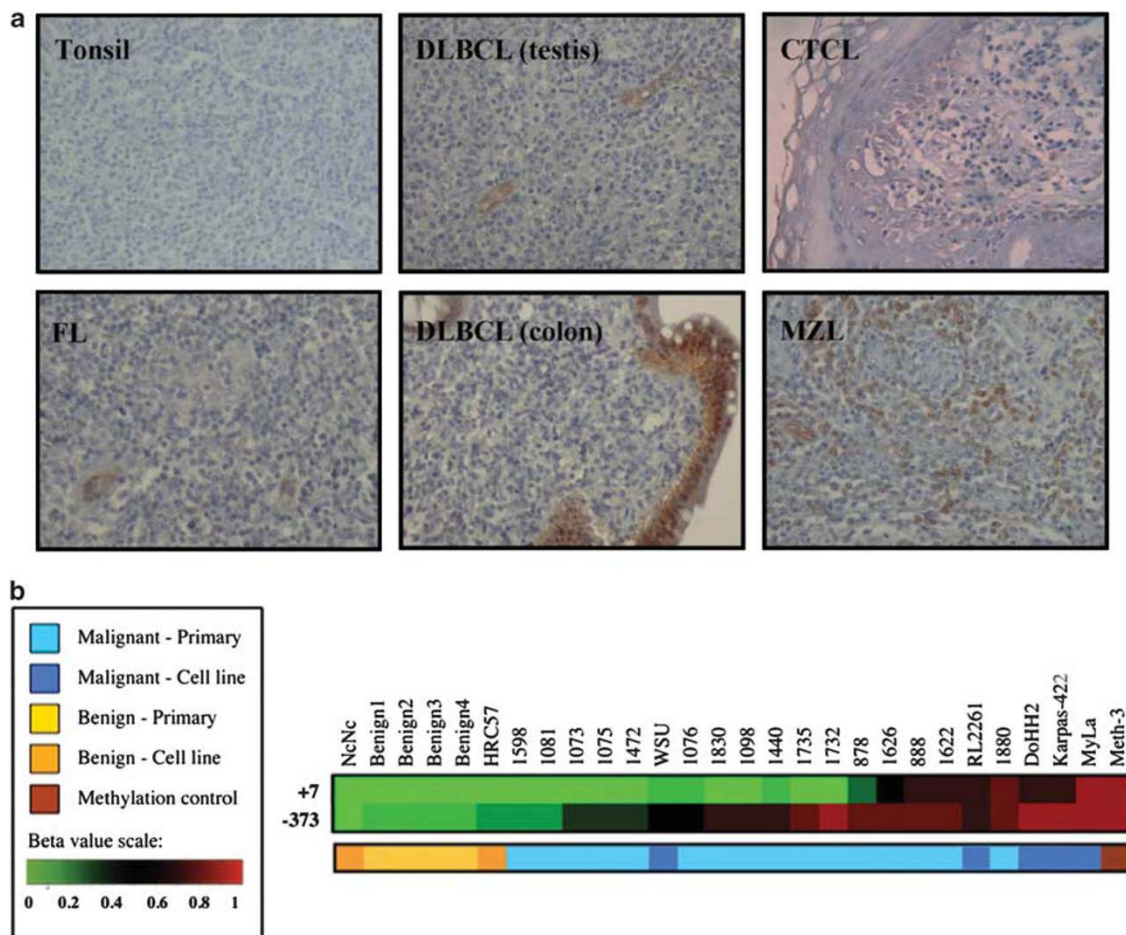 a
Tonsil
DLBCL (testis)
CTCL
FL
DLBCL (colon)
MZL
b
Malignant - Primary
Malignant - Cell line
Benign - Primary
Benign - Cell line
Methylation control
Beta value scale:
0 0.2 0.4 0.6 0.8 1
NcNc
Benign1
Benign2
Benign3
Benign4
HRC57
1598
1081
1073
1075
1472
WSU
1076
1830
1098
1440
1735
1732
878
1626
888
1622
RL2261
1880
DoHH2
Karpas-422
MyLa
Meth-3
+7
-373